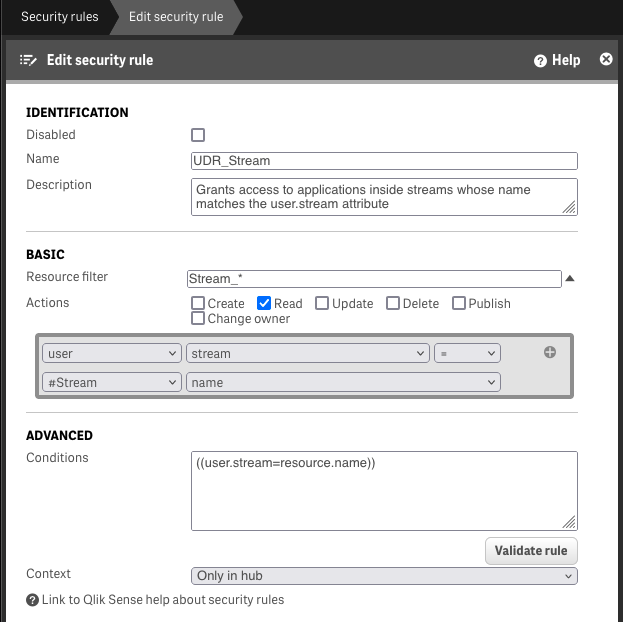 Security rules Edit security rule
Edit security rule Help
IDENTIFICATION
Disabled
Name UDR_Stream
Description Grants access to applications inside streams whose name
matches the user.stream attribute
BASIC
Resource filter Stream_*
Actions Create Read Update Delete Publish
Change owner
user stream =
#Stream name
ADVANCED
Conditions ((user.stream=resource.name))
Validate rule
Context Only in hub
Link to Qlik Sense help about security rules